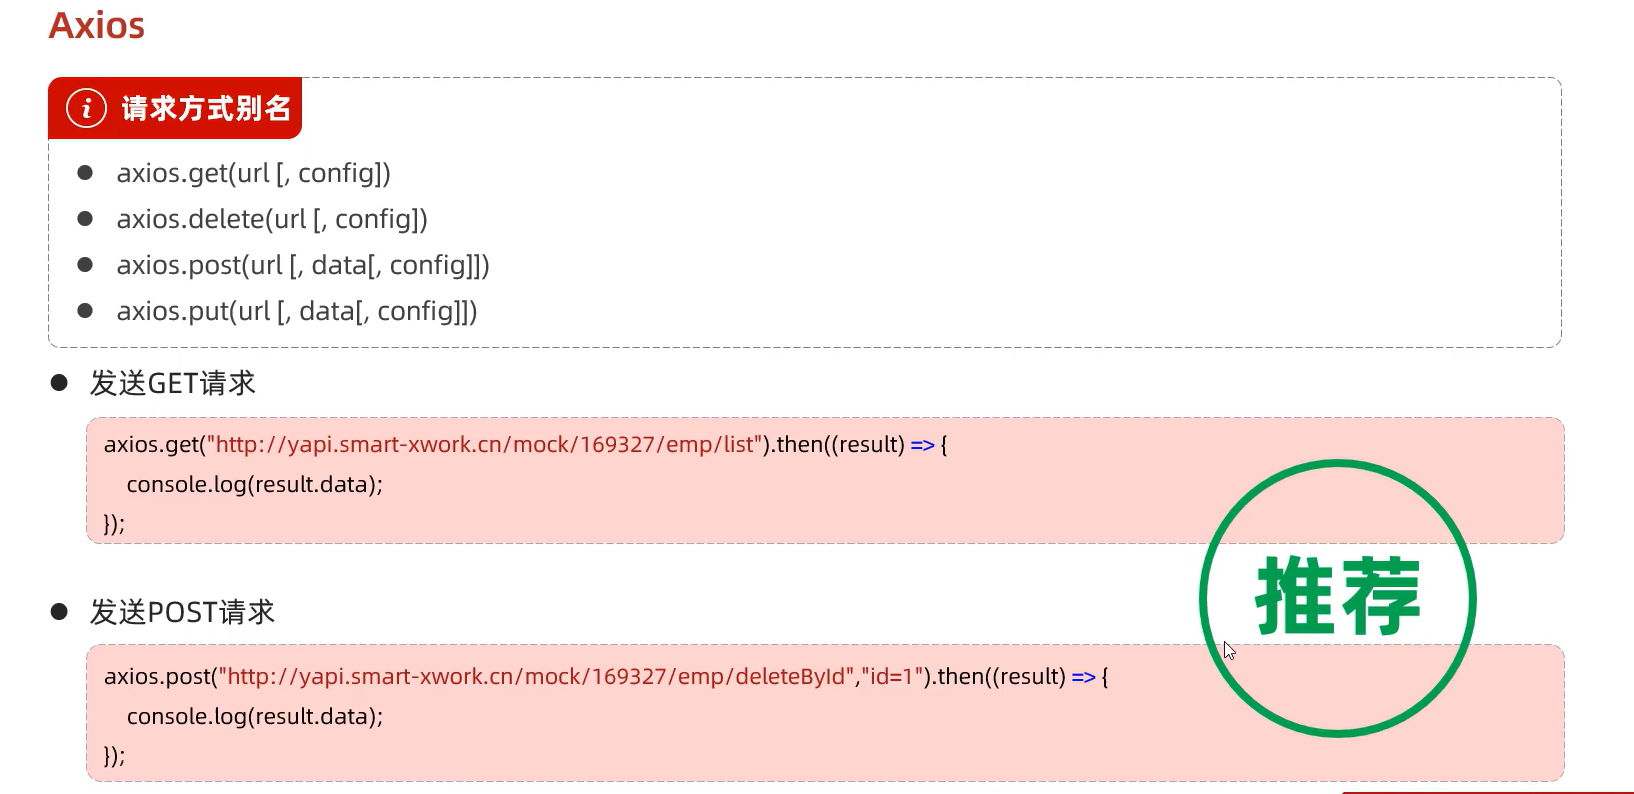 Axios
i 请求方式别名
● axios.get(url [, config])
● axios.delete(url [, config])
● axios.post(url [, data[, config]])
● axios.put(url [, data[, config]])
● 发送GET请求
axios.get("http://yapi.smart-xwork.cn/mock/169327/emp/list").then((result) => {
console.log(result.data);
});
● 发送POST请求
axios.post("http://yapi.smart-xwork.cn/mock/169327/emp/deleteById","id=1").then((result) => {
console.log(result.data);
});
推荐